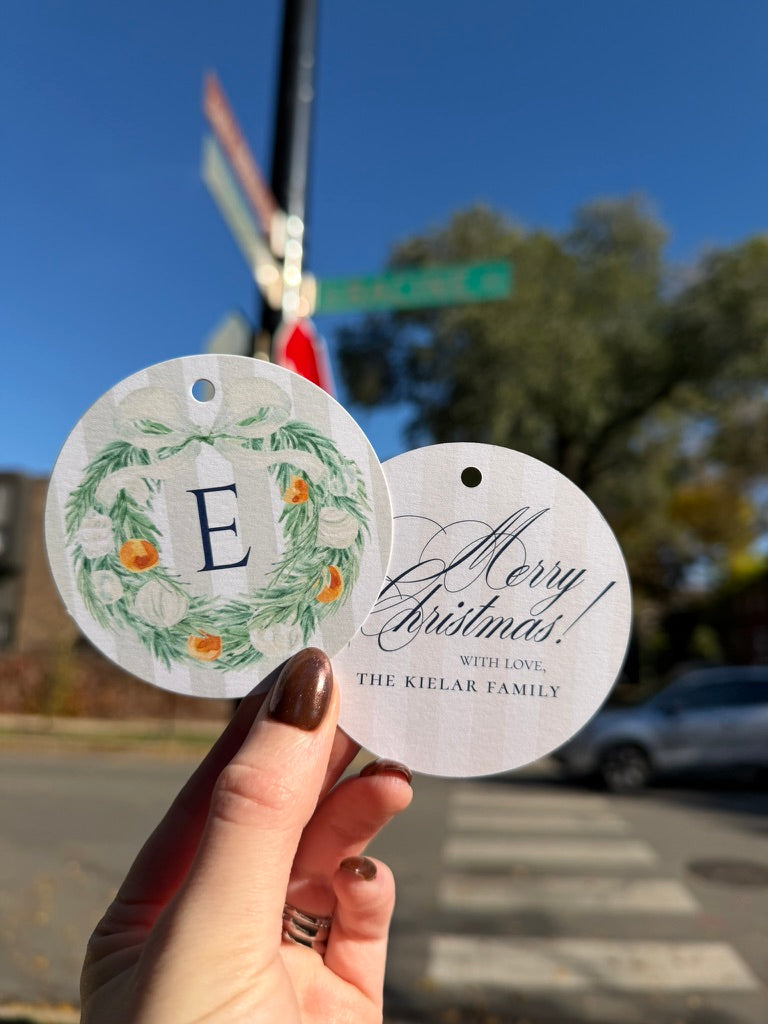 E
Merry
Christmas!
WITH LOVE,
THE KIELAR FAMILY